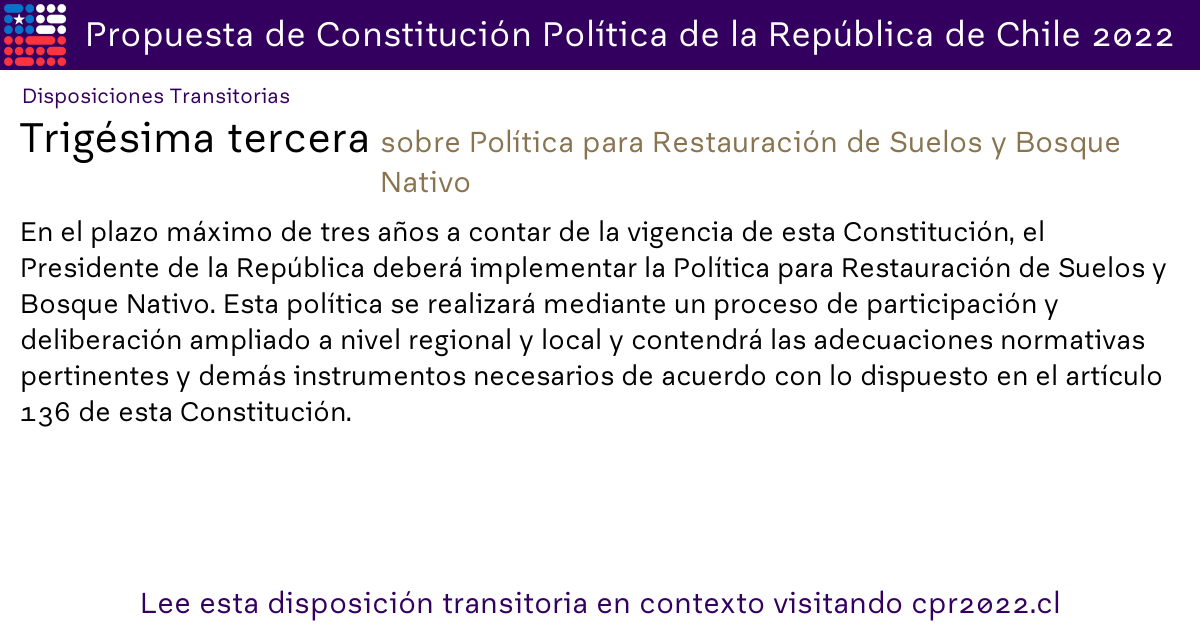 Propuesta de Constitución Política de la República de Chile 2022
Disposiciones Transitorias
Trigésima tercera sobre Política para Restauración de Suelos y Bosque
Nativo
En el plazo máximo de tres años a contar de la vigencia de esta Constitución, el
Presidente de la República deberá implementar la Política para Restauración de Suelos y
Bosque Nativo. Esta política se realizará mediante un proceso de participación y
deliberación ampliado a nivel regional y local y contendrá las adecuaciones normativas
pertinentes y demás instrumentos necesarios de acuerdo con lo dispuesto en el artículo
136 de esta Constitución.
Lee esta disposición transitoria en contexto visitando cpr2022.cl